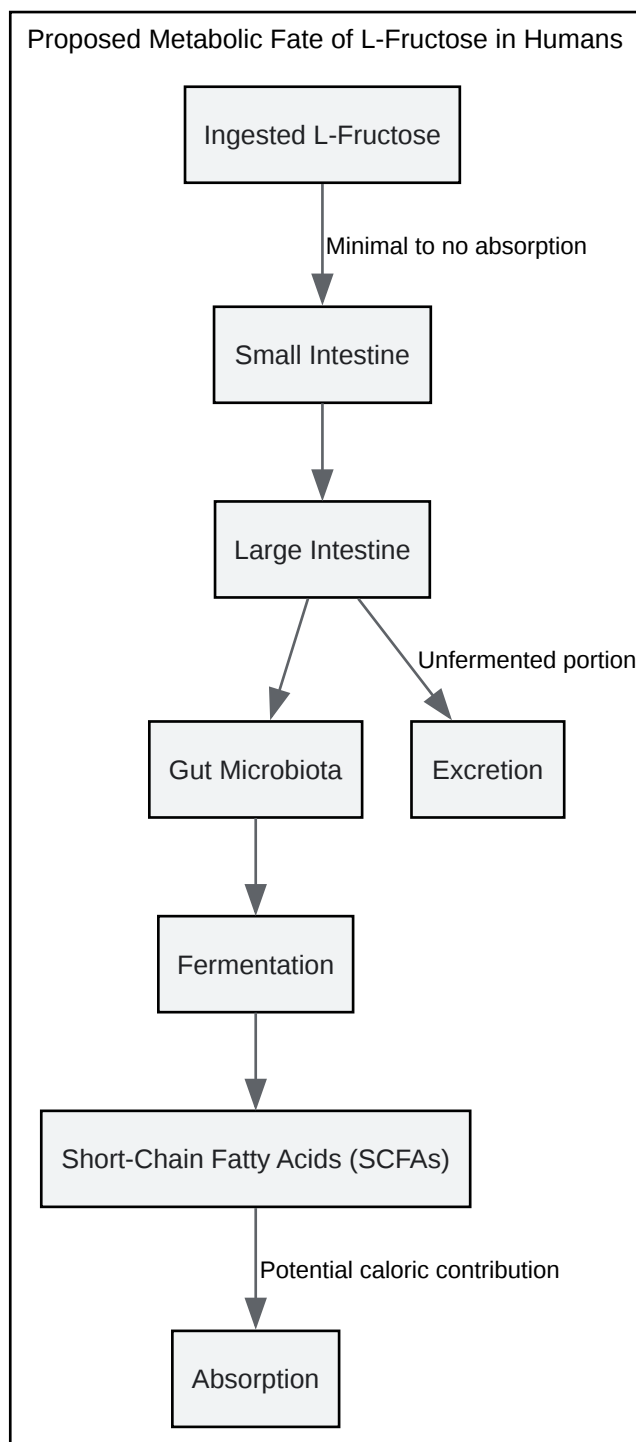 Proposed Metabolic Fate of L-Fructose in Humans
Ingested L-Fructose
Minimal to no absorption
Small Intestine
Large Intestine
Unfermented portion
Gut Microbiota
Excretion
Fermentation
Short-Chain Fatty Acids (SCFAs)
Potential caloric contribution
Absorption